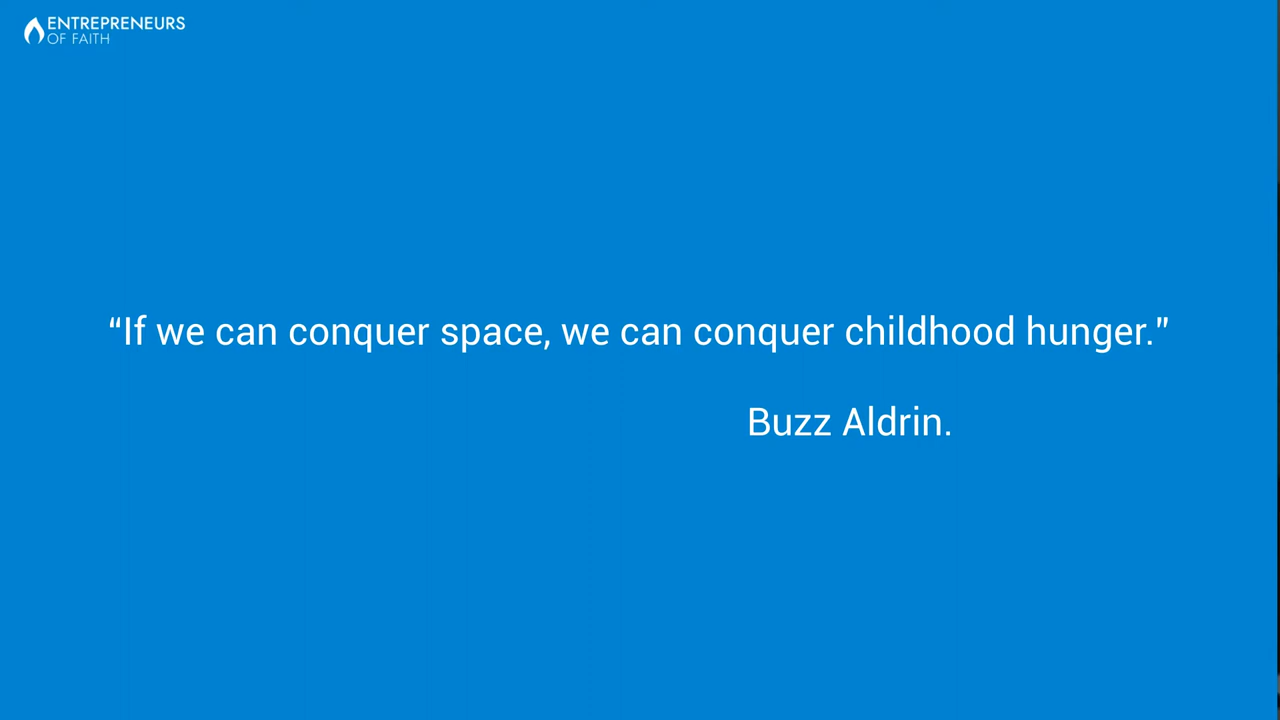 ENTREPRENEURS
OF FAITH
“If we can conquer space, we can conquer childhood hunger.”
Buzz Aldrin.